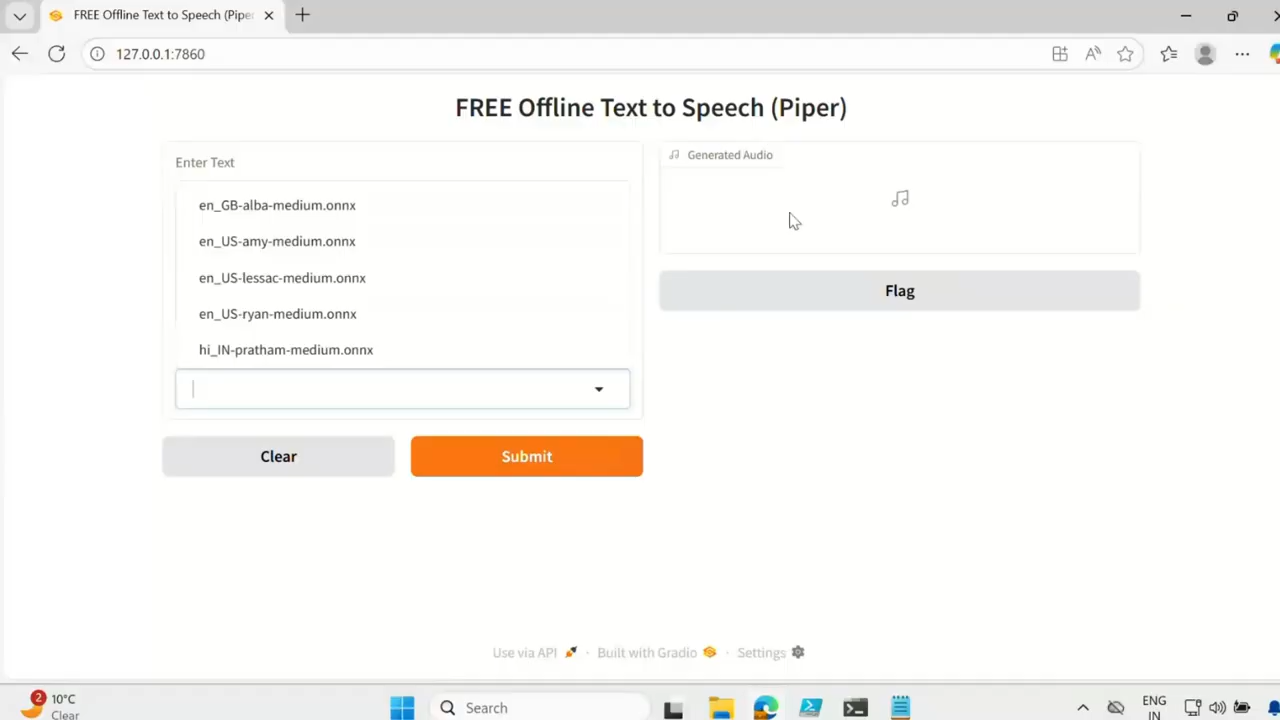 FREE Offline Text to Speech (Pipe
127.0.0.1:7860
FREE Offline Text to Speech (Piper)
Enter Text
en_GB-alba-medium.onnx
en_US-amy-medium.onnx
en_US-lessac-medium.onnx
en_US-ryan-medium.onnx
hi_IN-pratham-medium.onnx
Clear
Submit
Generated Audio
Flag
Use via API · Built with Gradio · Settings
2
10°C
Clear
Search
ENG
IN